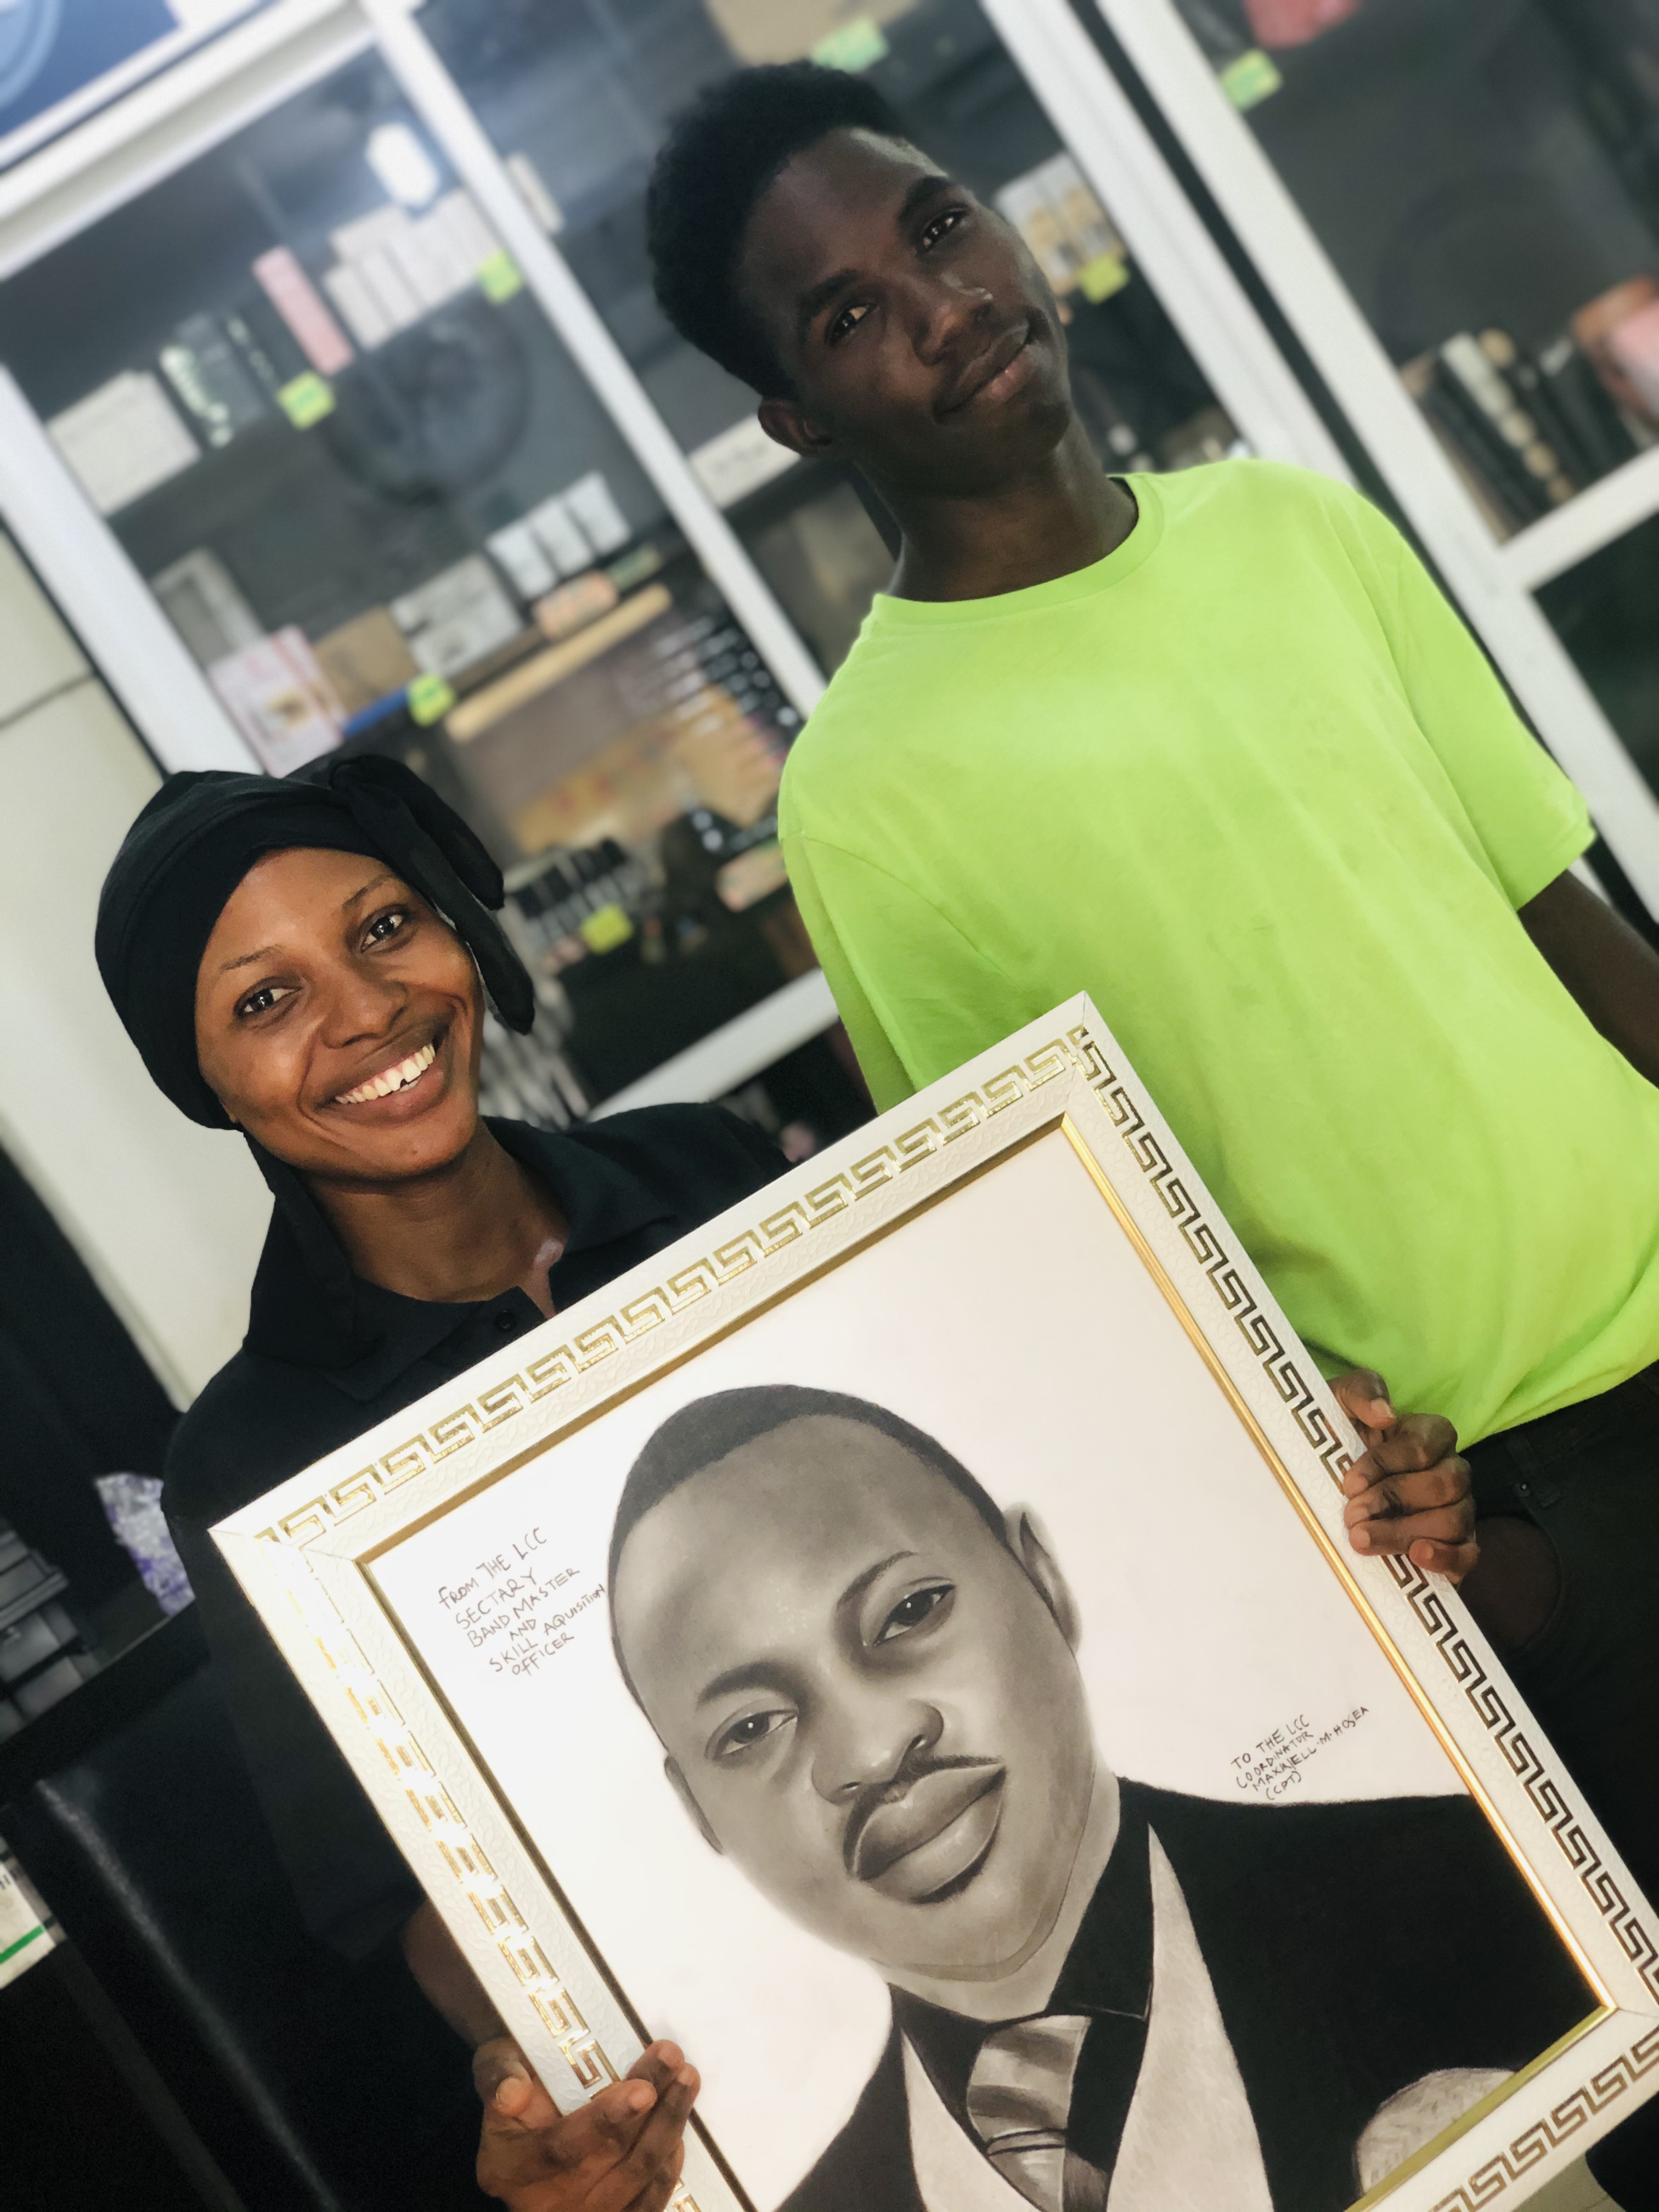 FROM THE LCC
SECTARY
BAND MASTER
AND
SKILL AQUISITION
OFFICER
TO THE LCC
COORDINATOR
MAXWELL.M.HOSEA
(CPT)